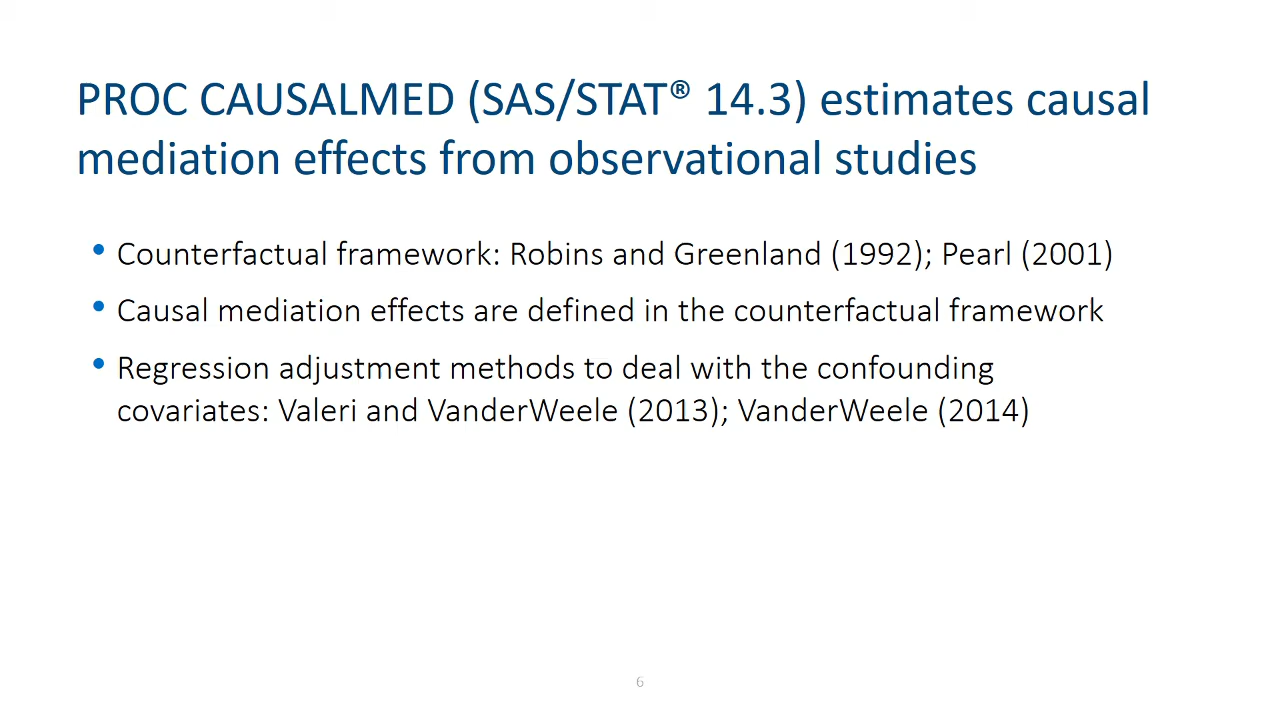 PROC CAUSALMED (SAS/STAT® 14.3) estimates causal
mediation effects from observational studies
• Counterfactual framework: Robins and Greenland (1992); Pearl (2001)
• Causal mediation effects are defined in the counterfactual framework
• Regression adjustment methods to deal with the confounding
covariates: Valeri and VanderWeele (2013); VanderWeele (2014)
6